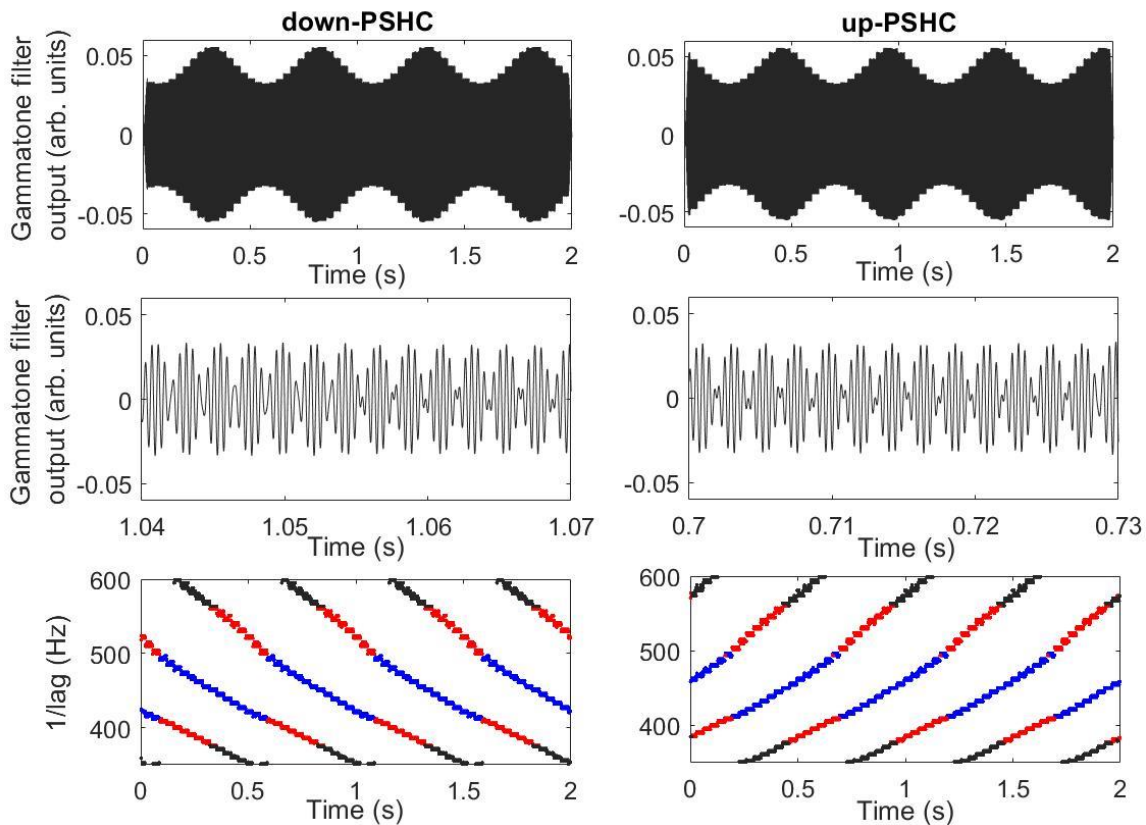 down-PSHC
up-PSHC
Gammatone filter
output (arb. units)
0.05
0
-0.05
0 0.5 1 1.5 2
Time (s)
0.05
0
-0.05
0 0.5 1 1.5 2
Time (s)
Gammatone filter
output (arb. units)
0.05
0
-0.05
1.04 1.05 1.06 1.07
Time (s)
0.05
0
-0.05
0.7 0.71 0.72 0.73
Time (s)
1/lag (Hz)
600
500
400
0 0.5 1 1.5 2
Time (s)
600
500
400
0 0.5 1 1.5 2
Time (s)